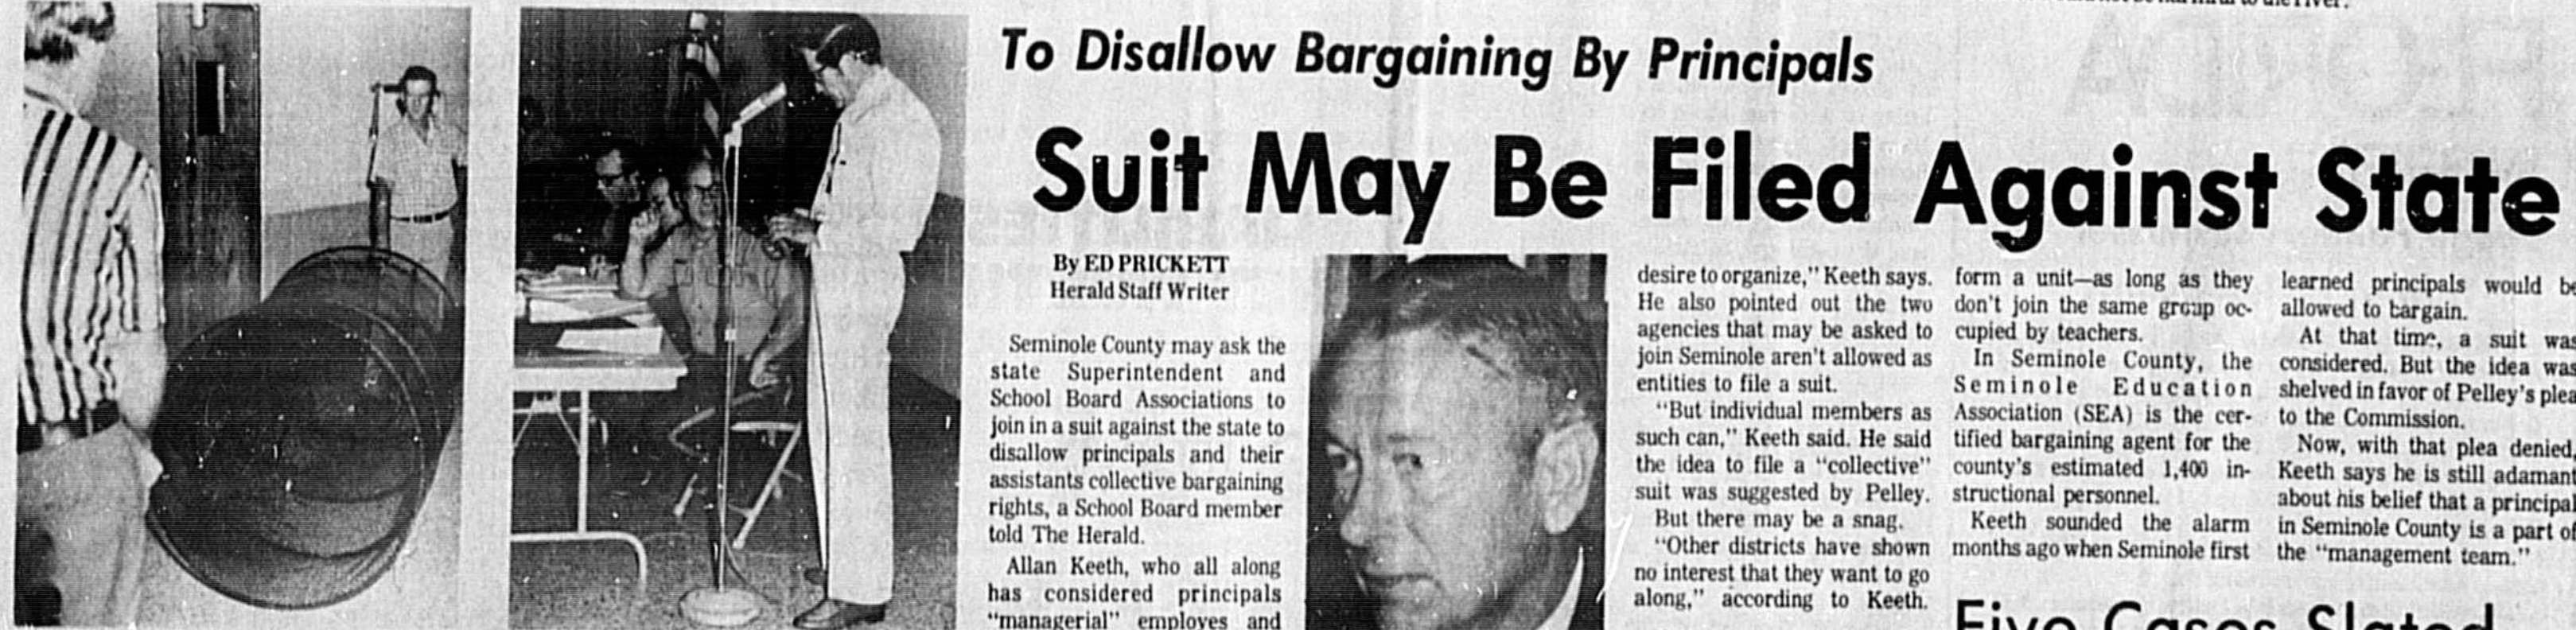 To Disallow Bargaining By Principals
Suit May Be Filed Against State
By ED PRICKETT
Herald Staff Writer
Seminole County may ask the
state Superintendent and
School Board Associations to
join in a suit against the state to
disallow principals and their
assistants collective bargaining
rights, a School Board member
told The Herald.
Allan Keeth, who all along
has considered principals
"managerial" employes and
desire to organize," Keeth says.
He also pointed out the two
agencies that may be asked to
join Seminole aren't allowed as
entities to file a suit.
"But individual members as
such can," Keeth said. He said
the idea to file a "collective"
suit was suggested by Pelley.
But there may be a snag.
"Other districts have shown
no interest that they want to go
along," according to Keeth.
form a unit—as long as they
don't join the same group oc-
cupied by teachers.
In Seminole County, the
Seminole Education
Association (SEA) is the cer-
tified bargaining agent for the
county's estimated 1,400 in-
structional personnel.
Keeth sounded the alarm
months ago when Seminole first
learned principals would be
allowed to bargain.
At that time, a suit was
considered. But the idea was
shelved in favor of Pelley's plea
to the Commission.
Now, with that plea denied,
Keeth says he is still adamant
about his belief that a principal
in Seminole County is a part of
the "management team."
Five Cases Slated